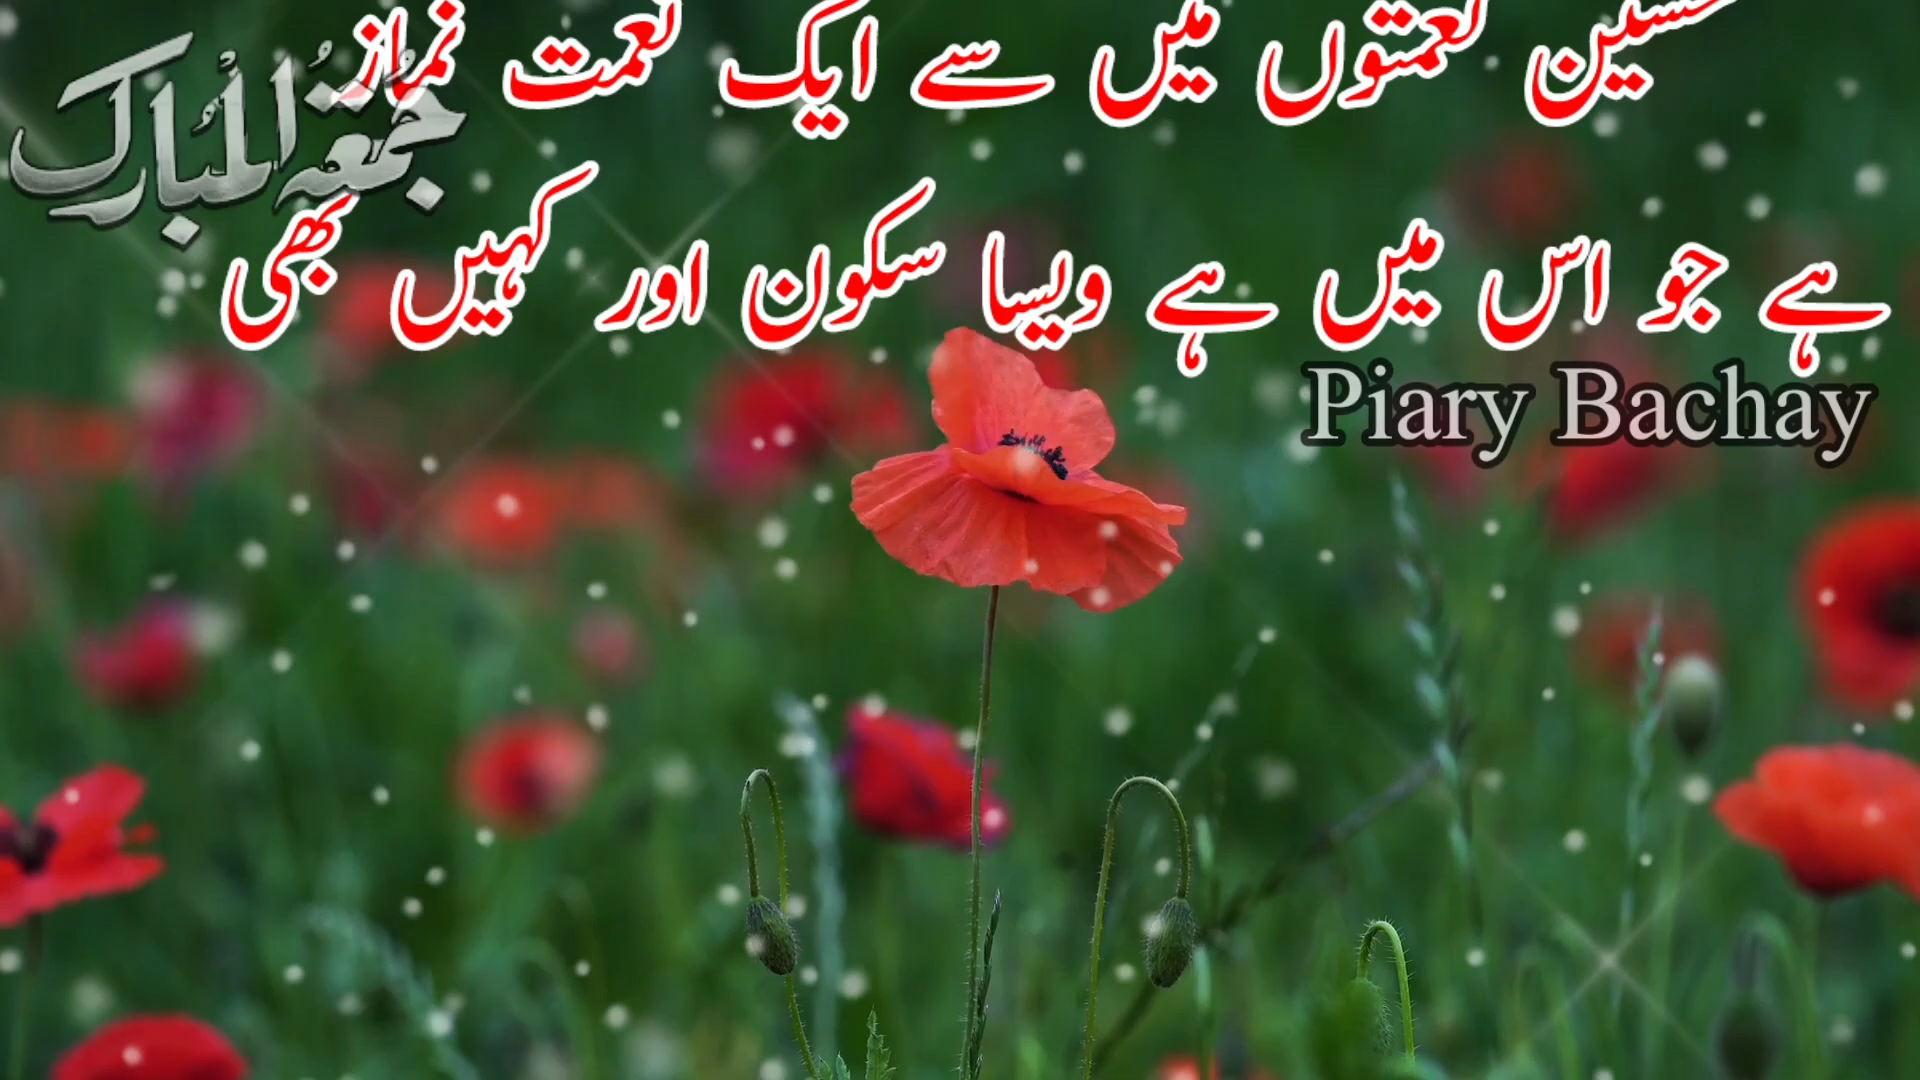 حسین نعمتوں میں سے ایک نعمت نماز
جمعۃ المبارک
ہے جو اس میں ہے ویسا سکون اور کہیں بھی
Piary Bachay